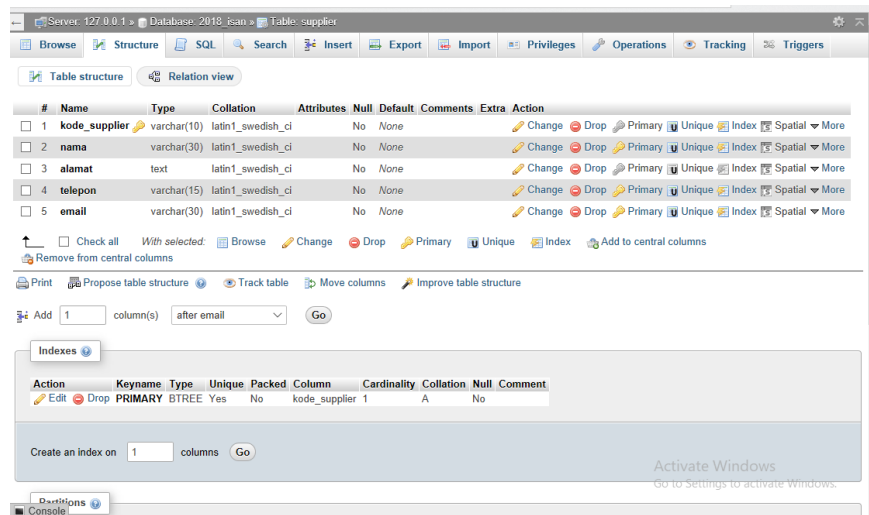 ← Server: 127.0.0.1 » Database: 2018_isan » Table: supplier
Browse Structure SQL Search Insert Export Import Privileges Operations Tracking Triggers
Table structure Relation view
# Name Type Collation Attributes Null Default Comments Extra Action
1 kode_supplier varchar(10) latin1_swedish_ci No None Change Drop Primary Unique Index Spatial More
2 nama varchar(30) latin1_swedish_ci No None Change Drop Primary Unique Index Spatial More
3 alamat text latin1_swedish_ci No None Change Drop Primary Unique Index Spatial More
4 telepon varchar(15) latin1_swedish_ci No None Change Drop Primary Unique Index Spatial More
5 email varchar(30) latin1_swedish_ci No None Change Drop Primary Unique Index Spatial More
Check all With selected: Browse Change Drop Primary Unique Index Add to central columns
Remove from central columns
Print Propose table structure Track table Move columns Improve table structure
Add 1 column(s) after email Go
Indexes
Action Keyname Type Unique Packed Column Cardinality Collation Null Comment
Edit Drop PRIMARY BTREE Yes No kode_supplier 1 A No
Create an index on 1 columns Go
Activate Windows
Go to Settings to activate Windows.
Partitions
Console